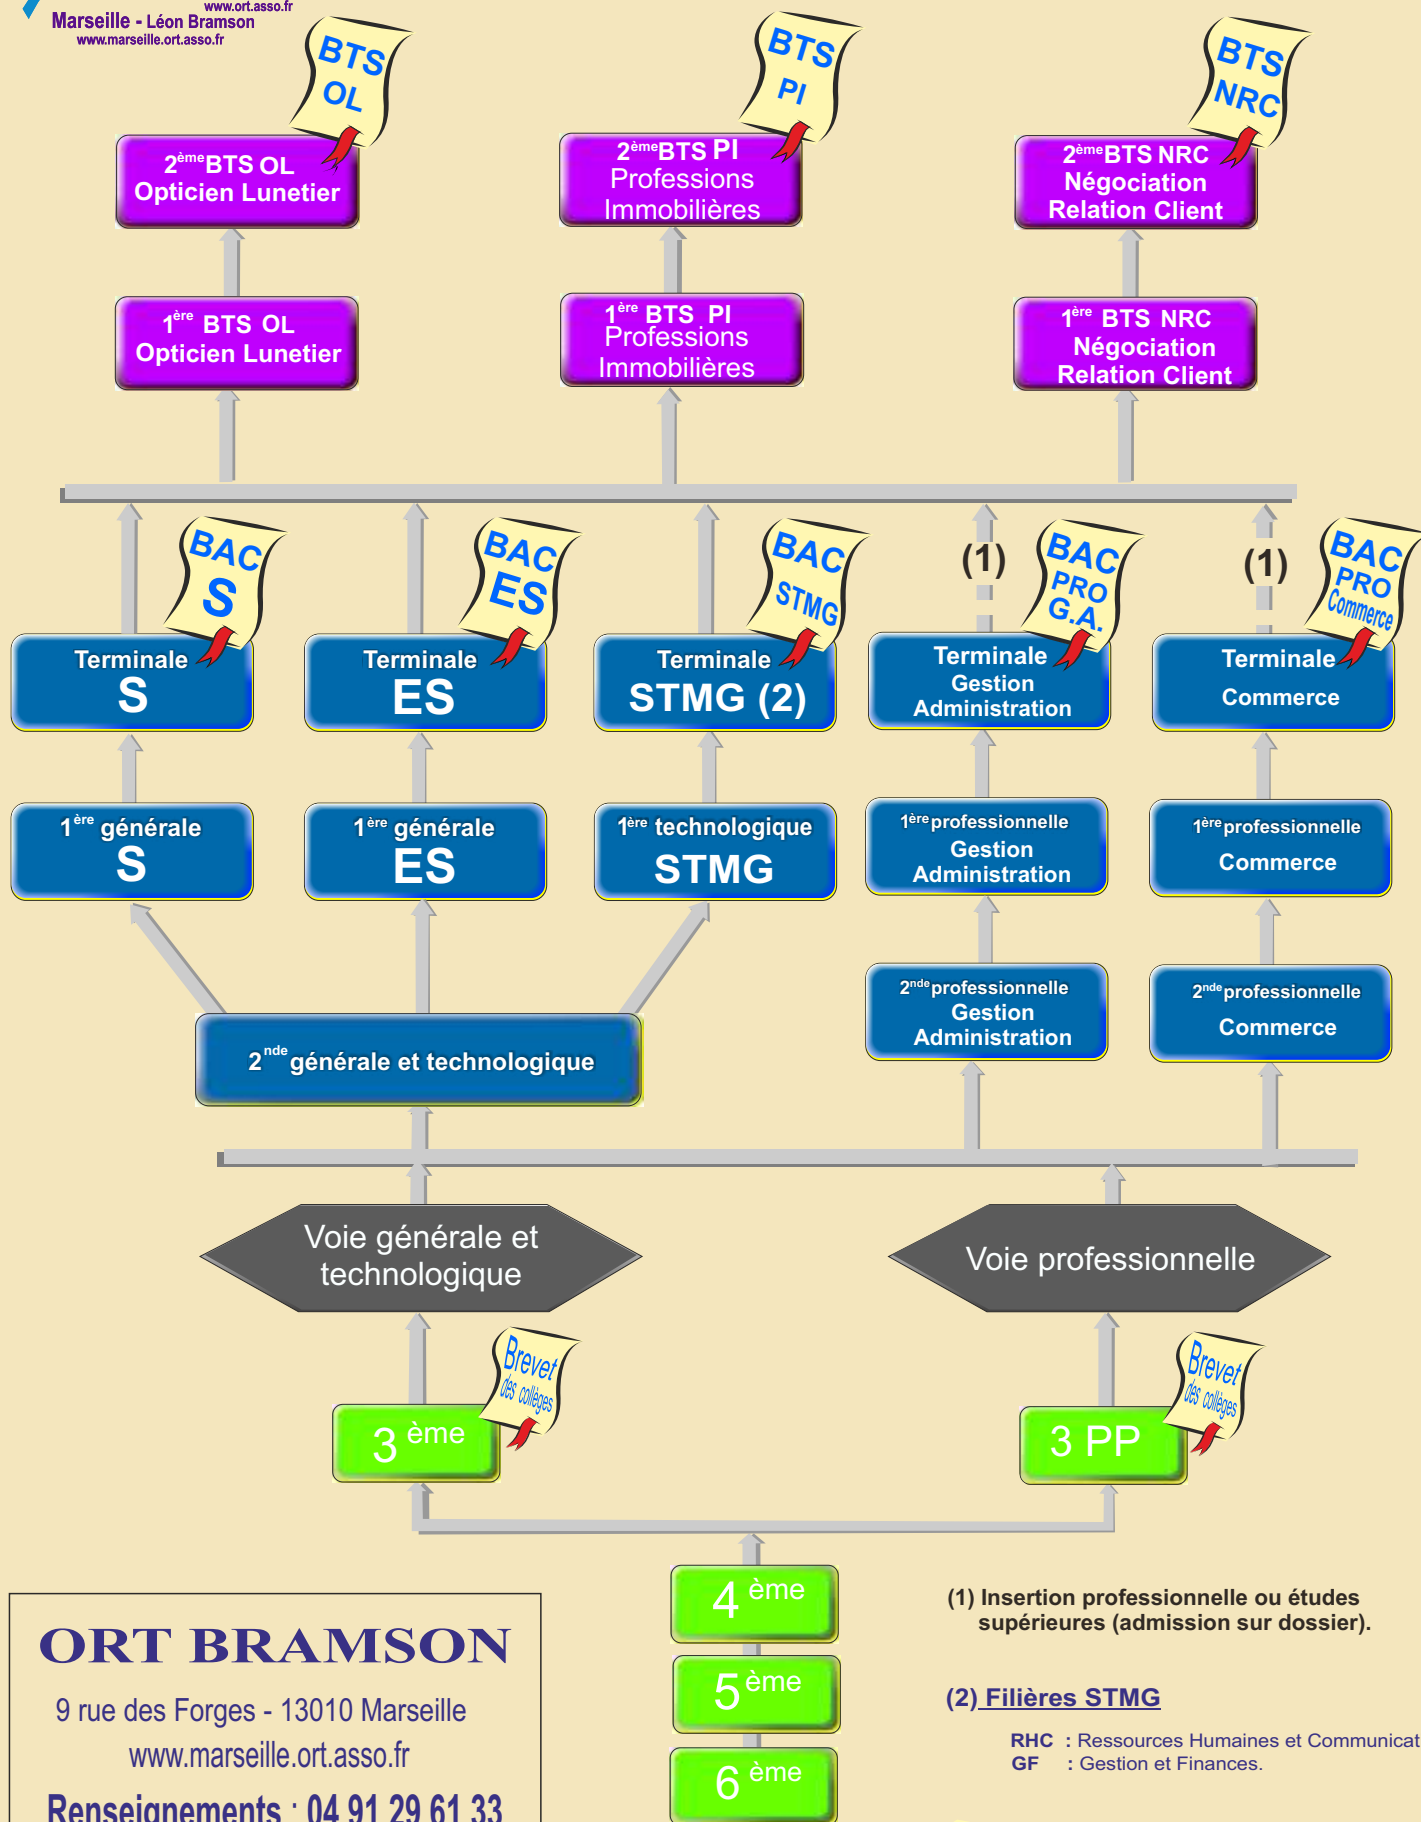 www.ort.asso.fr
Marseille - Léon Bramson
www.marseille.ort.asso.fr
BTS
OL
BTS
PI
BTS
NRC
2ème BTS OL
Opticien Lunetier
2ème BTS PI
Professions
Immobilières
2ème BTS NRC
Négociation
Relation Client
1ère BTS OL
Opticien Lunetier
1ère BTS PI
Professions
Immobilières
1ère BTS NRC
Négociation
Relation Client
BAC
S
BAC
ES
BAC
STMG
(1)
BAC
PRO
G.A.
(1)
BAC
PRO
Commerce
Terminale
S
Terminale
ES
Terminale
STMG (2)
Terminale
Gestion
Administration
Terminale
Commerce
1ère générale
S
1ère générale
ES
1ère technologique
STMG
1ère professionnelle
Gestion
Administration
1ère professionnelle
Commerce
2nde professionnelle
Gestion
Administration
2nde professionnelle
Commerce
2nde générale et technologique
Voie générale et
technologique
Voie professionnelle
Brevet
des collèges
Brevet
des collèges
3 ème
3 PP
4 ème
5 ème
6 ème
ORT BRAMSON
9 rue des Forges - 13010 Marseille
www.marseille.ort.asso.fr
Renseignements : 04 91 29 61 33
(1) Insertion professionnelle ou études
supérieures (admission sur dossier).
(2) Filières STMG
RHC : Ressources Humaines et Communicat
GF : Gestion et Finances.